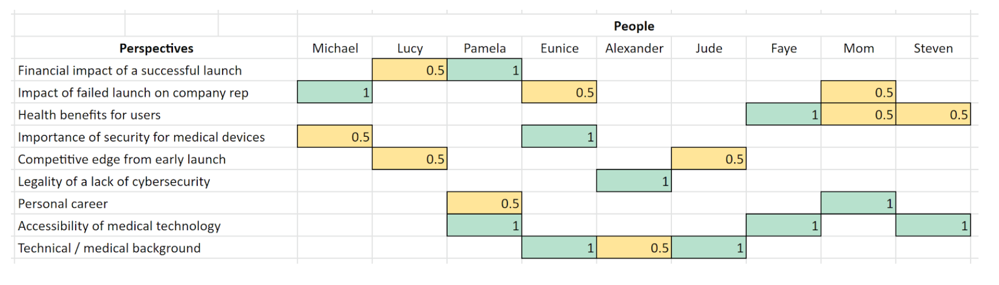 People
Perspectives Michael Lucy Pamela Eunice Alexander Jude Faye Mom Steven
Financial impact of a successful launch 0.5 1
Impact of failed launch on company rep 1 0.5 0.5
Health benefits for users 1 0.5 0.5
Importance of security for medical devices 0.5 1
Competitive edge from early launch 0.5 0.5
Legality of a lack of cybersecurity 1
Personal career 0.5 1
Accessibility of medical technology 1 1 1
Technical / medical background 1 0.5 1